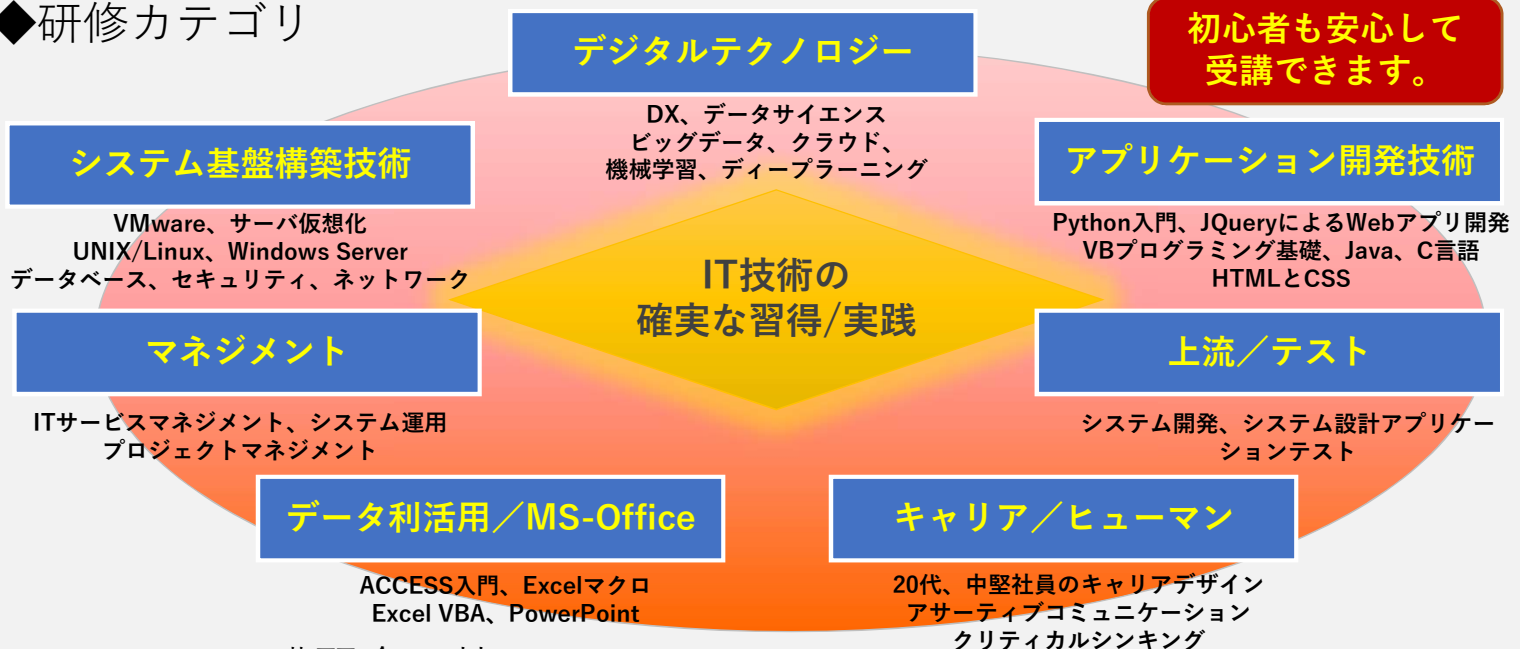 ◆研修カテゴリ
デジタルテクノロジー
DX、データサイエンス
ビッグデータ、クラウド、
機械学習、ディープラーニング
初心者も安心して
受講できます。
システム基盤構築技術
VMware、サーバ仮想化
UNIX/Linux、Windows Server
データベース、セキュリティ、ネットワーク
アプリケーション開発技術
Python入門、JQueryによるWebアプリ開発
VBプログラミング基礎、Java、C言語
HTMLとCSS
IT技術の
確実な習得/実践
マネジメント
ITサービスマネジメント、システム運用
プロジェクトマネジメント
上流／テスト
システム開発、システム設計アプリケー
ションテスト
データ利活用／MS-Office
ACCESS入門、Excelマクロ
Excel VBA、PowerPoint
キャリア／ヒューマン
20代、中堅社員のキャリアデザイン
アサーティブコミュニケーション
クリティカルシンキング